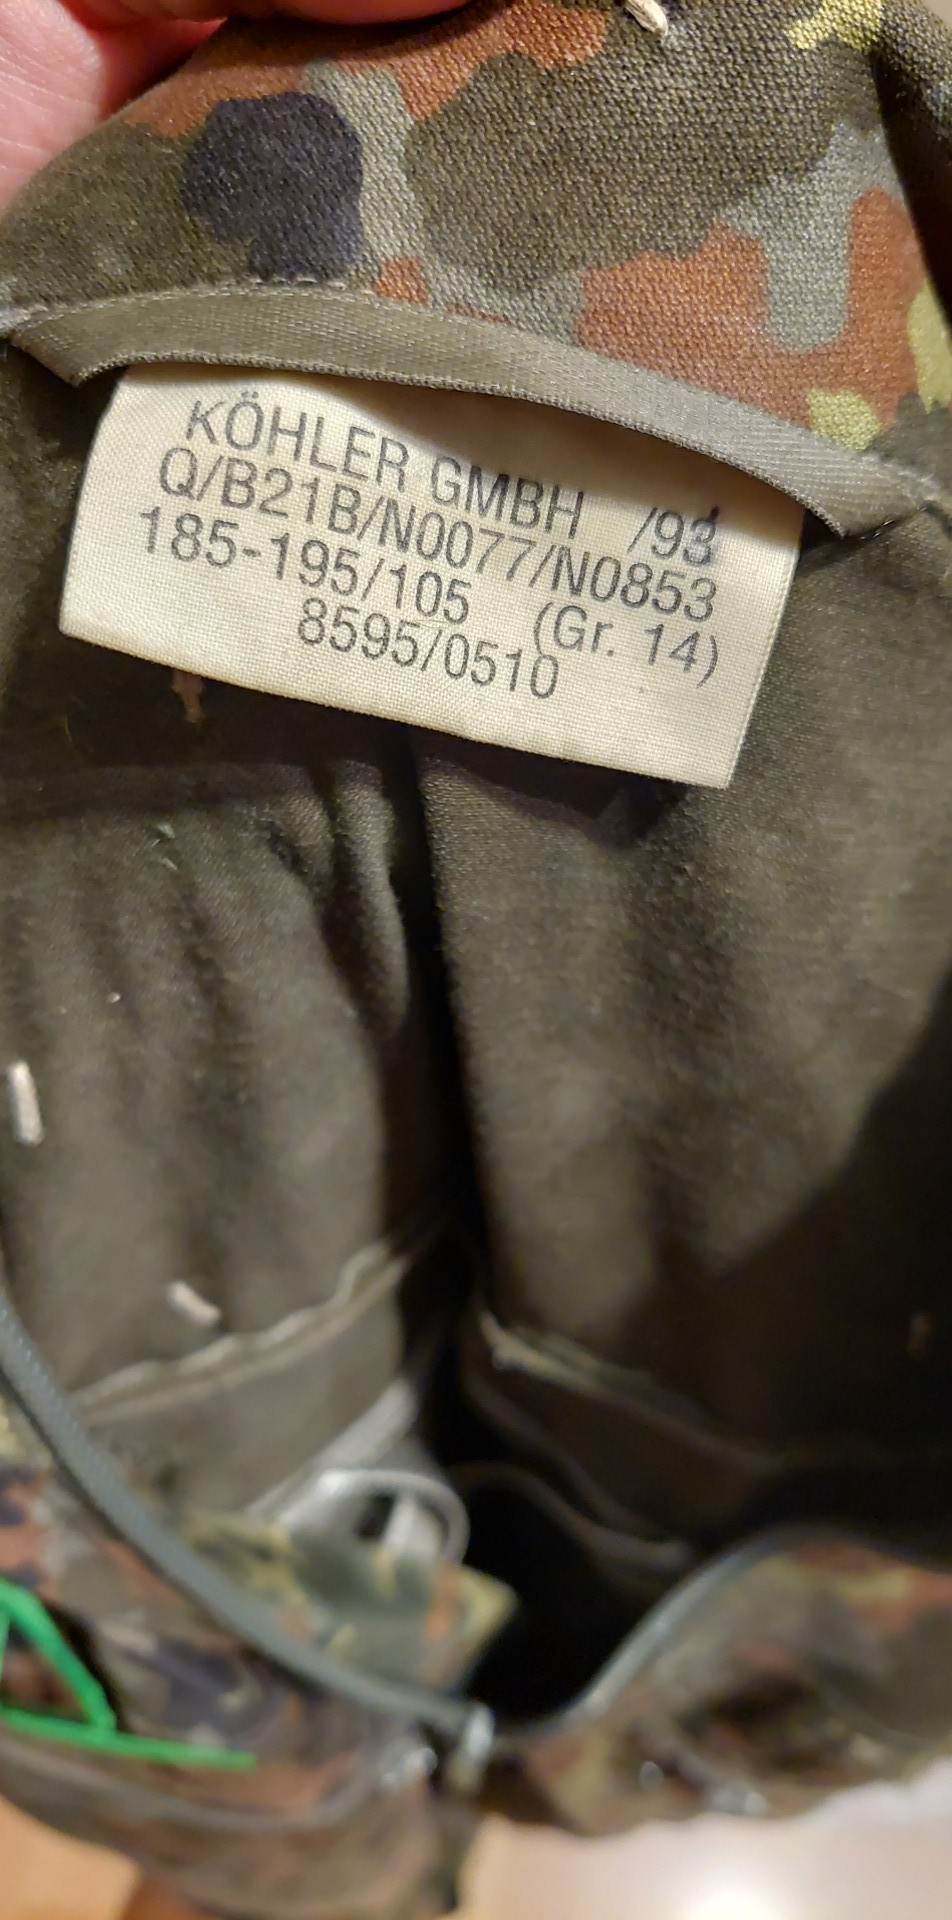 KÖHLER GMBH /93
Q/B21B/N0077/N0853
185-195/105 (Gr. 14)
8595/0510